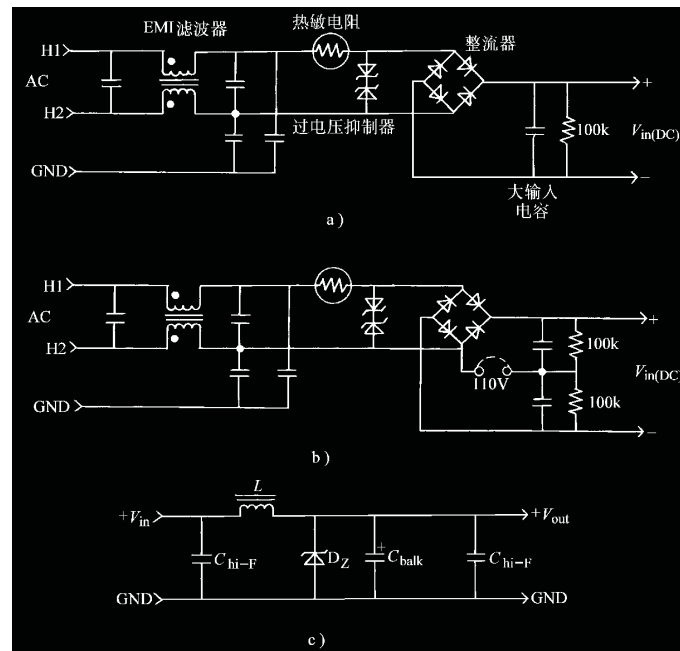 EMI滤波器
热敏电阻
整流器
H1
AC
H2
过电压抑制器
GND
+
100k
Vin(DC)
−
大输入
电容
a)
H1
AC
H2
GND
110V
+
100k
Vin(DC)
100k
−
b)
L
+Vin
+Vout
Chi−F
DZ
+
Cbalk
Chi−F
GND
GND
c)